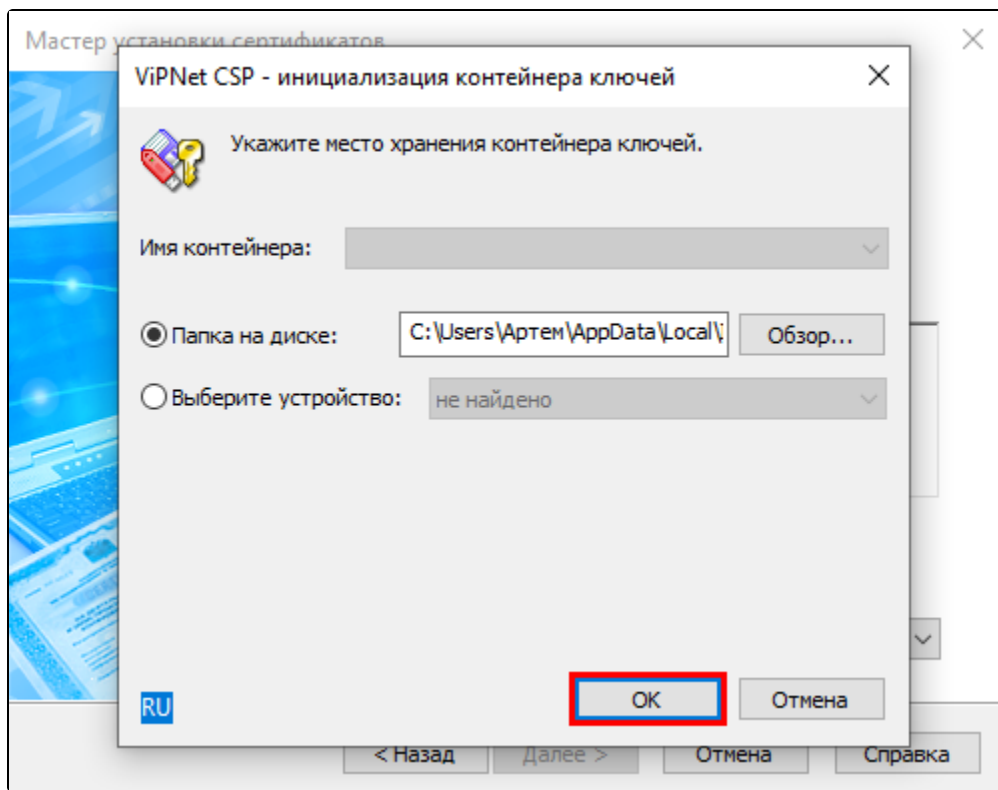 Мастер установки сертификатов
ViPNet CSP - инициализация контейнера ключей
Укажите место хранения контейнера ключей.
Имя контейнера:
Папка на диске: C:\Users\Артем\AppData\Local\ Обзор...
Выберите устройство: не найдено
RU OK Отмена
< Назад Далее > Отмена Справка